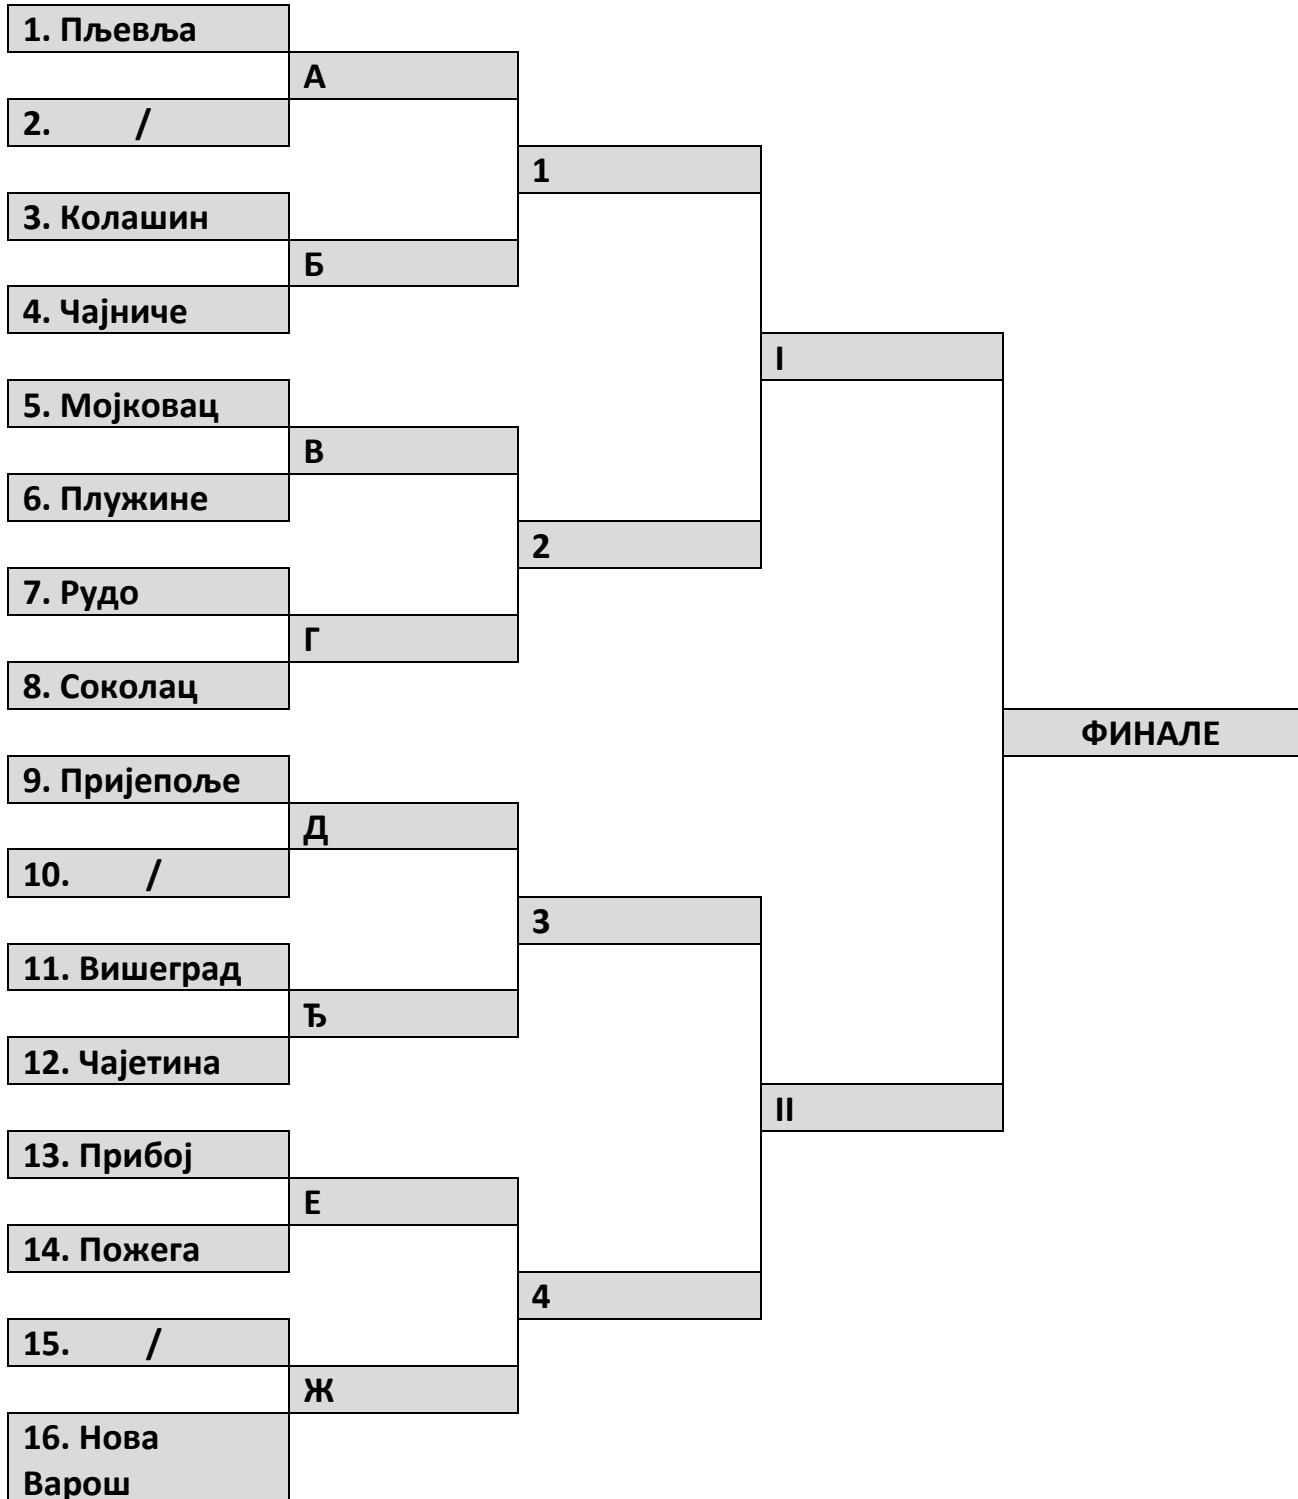 1. Пљевља
А
2. /
1
3. Колашин
Б
4. Чајниче
I
5. Мојковац
В
6. Плужине
2
7. Рудо
Г
8. Соколац
ФИНАЛЕ
9. Пријепоље
Д
10. /
3
11. Вишеград
Ђ
12. Чајетина
II
13. Прибој
Е
14. Пожега
4
15. /
Ж
16. Нова
Варош